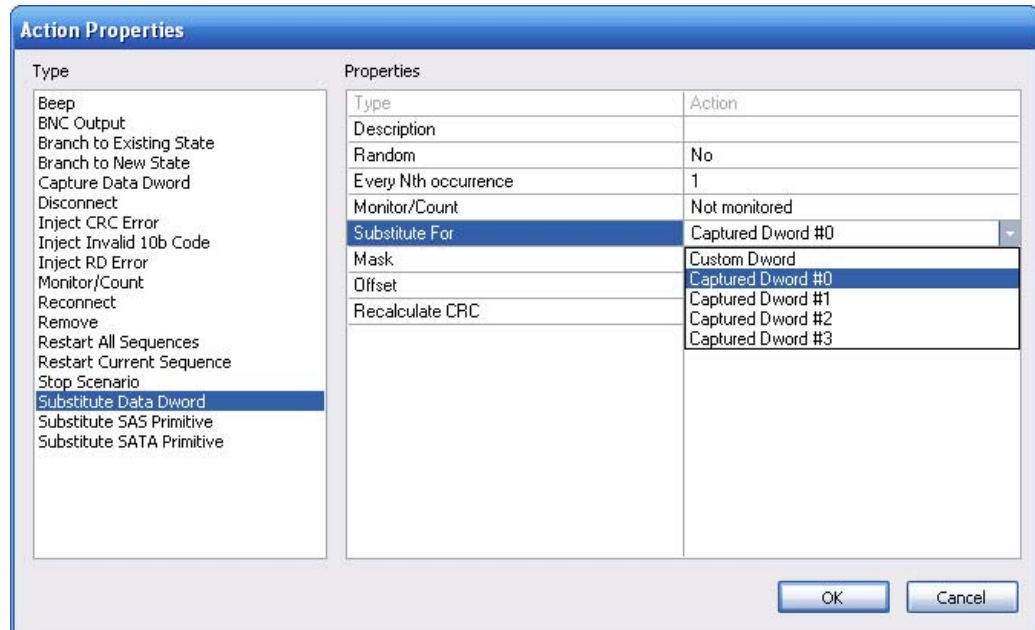 Action Properties
Type
Properties
Beep
BNC Output
Branch to Existing State
Branch to New State
Capture Data Dword
Disconnect
Inject CRC Error
Inject Invalid 10b Code
Inject RD Error
Monitor/Count
Reconnect
Remove
Restart All Sequences
Restart Current Sequence
Stop Scenario
Substitute Data Dword
Substitute SAS Primitive
Substitute SATA Primitive
Type Action
Description
Random No
Every Nth occurrence 1
Monitor/Count Not monitored
Substitute For Captured Dword #0
Mask
Offset
Recalculate CRC
Custom Dword
Captured Dword #0
Captured Dword #1
Captured Dword #2
Captured Dword #3
OK Cancel